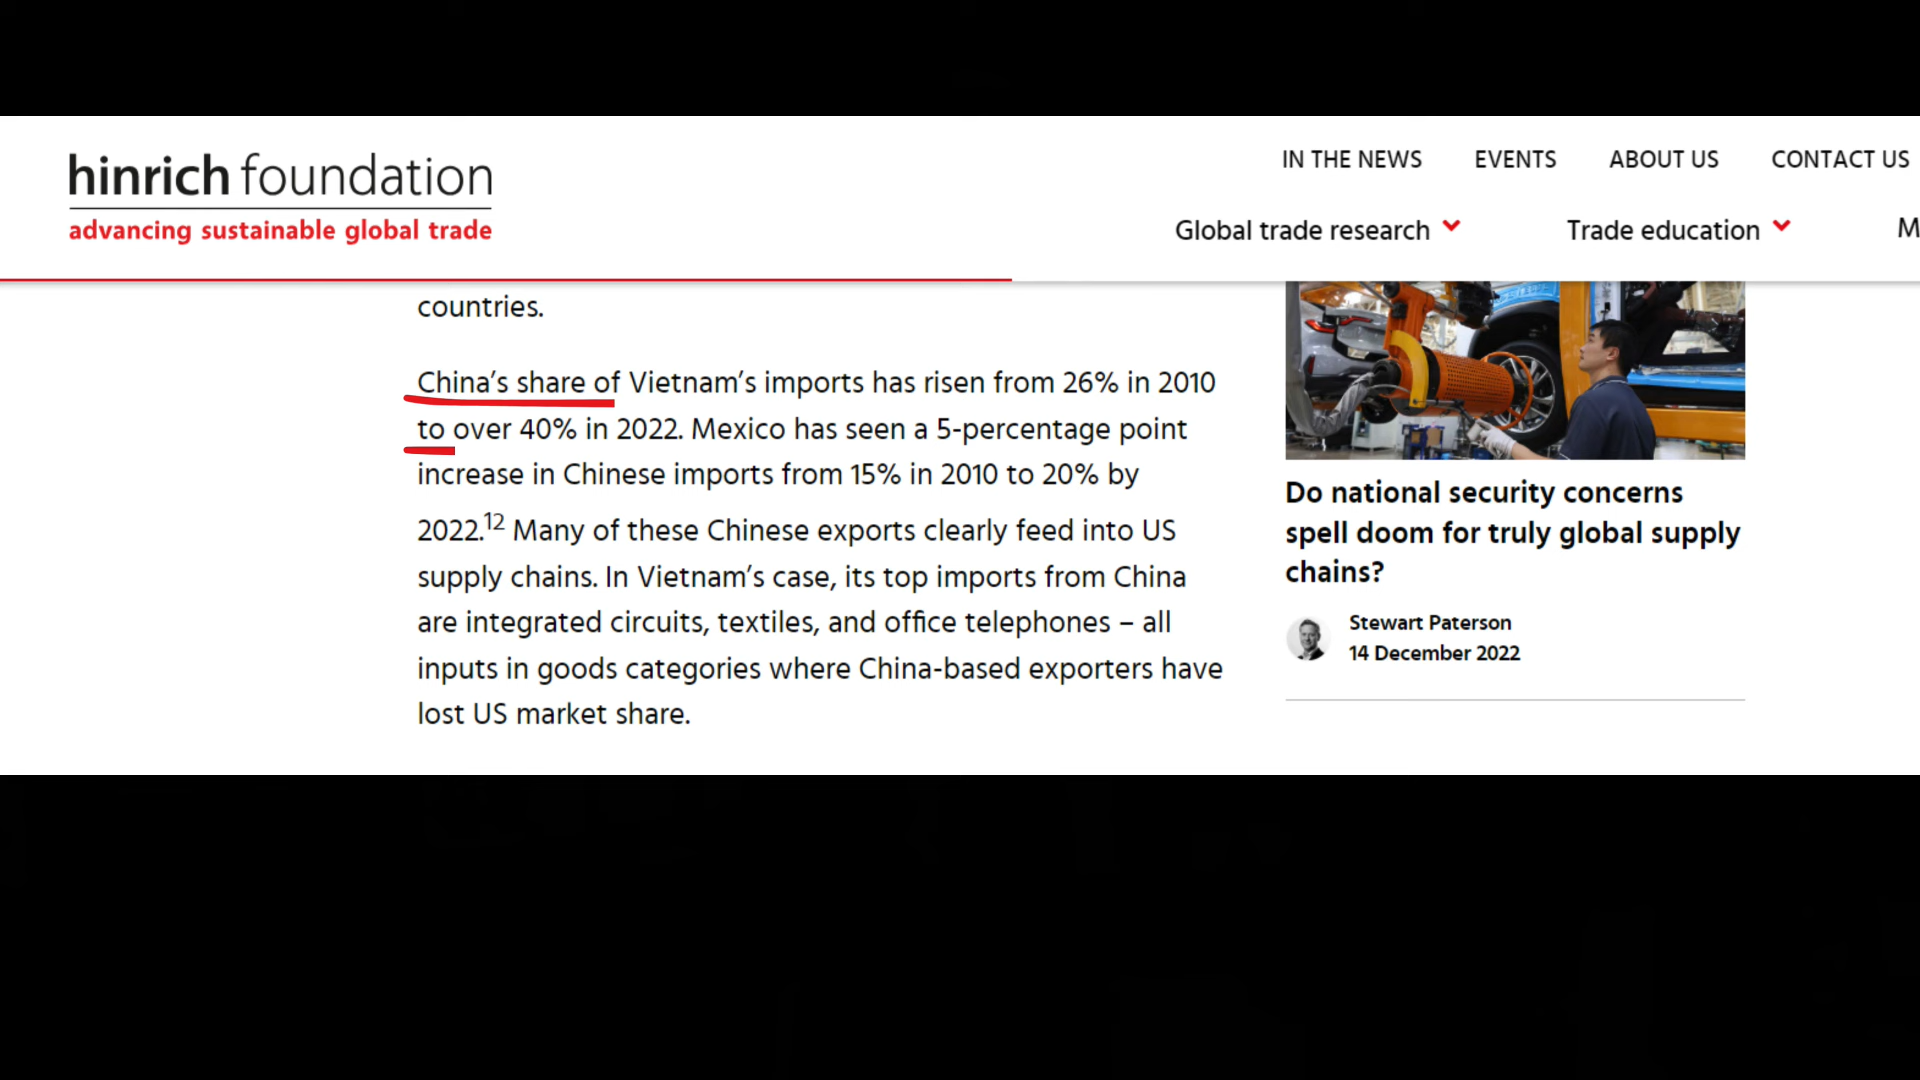 hinrich foundation
advancing sustainable global trade
IN THE NEWS EVENTS ABOUT US CONTACT US
Global trade research Trade education M
countries.
China’s share of Vietnam’s imports has risen from 26% in 2010
to over 40% in 2022. Mexico has seen a 5-percentage point
increase in Chinese imports from 15% in 2010 to 20% by
2022.12 Many of these Chinese exports clearly feed into US
supply chains. In Vietnam’s case, its top imports from China
are integrated circuits, textiles, and office telephones – all
inputs in goods categories where China-based exporters have
lost US market share.
Do national security concerns
spell doom for truly global supply
chains?
Stewart Paterson
14 December 2022